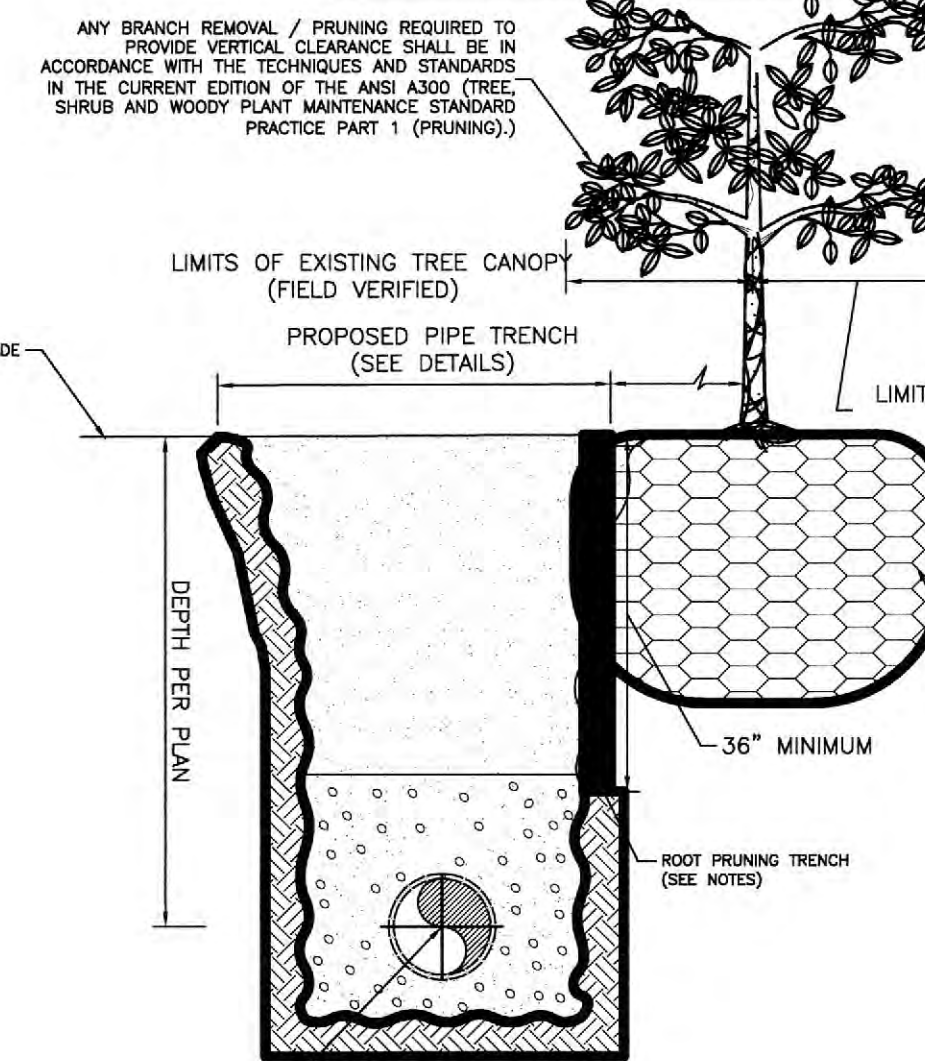 ANY BRANCH REMOVAL / PRUNING REQUIRED TO
PROVIDE VERTICAL CLEARANCE SHALL BE IN
ACCORDANCE WITH THE TECHNIQUES AND STANDARDS
IN THE CURRENT EDITION OF THE ANSI A300 (TREE,
SHRUB AND WOODY PLANT MAINTENANCE STANDARD
PRACTICE PART 1 (PRUNING).)
LIMITS OF EXISTING TREE CANOPY
(FIELD VERIFIED)
PROPOSED PIPE TRENCH
(SEE DETAILS)
DE
LIMIT
DEPTH PER PLAN
36" MINIMUM
ROOT PRUNING TRENCH
(SEE NOTES)